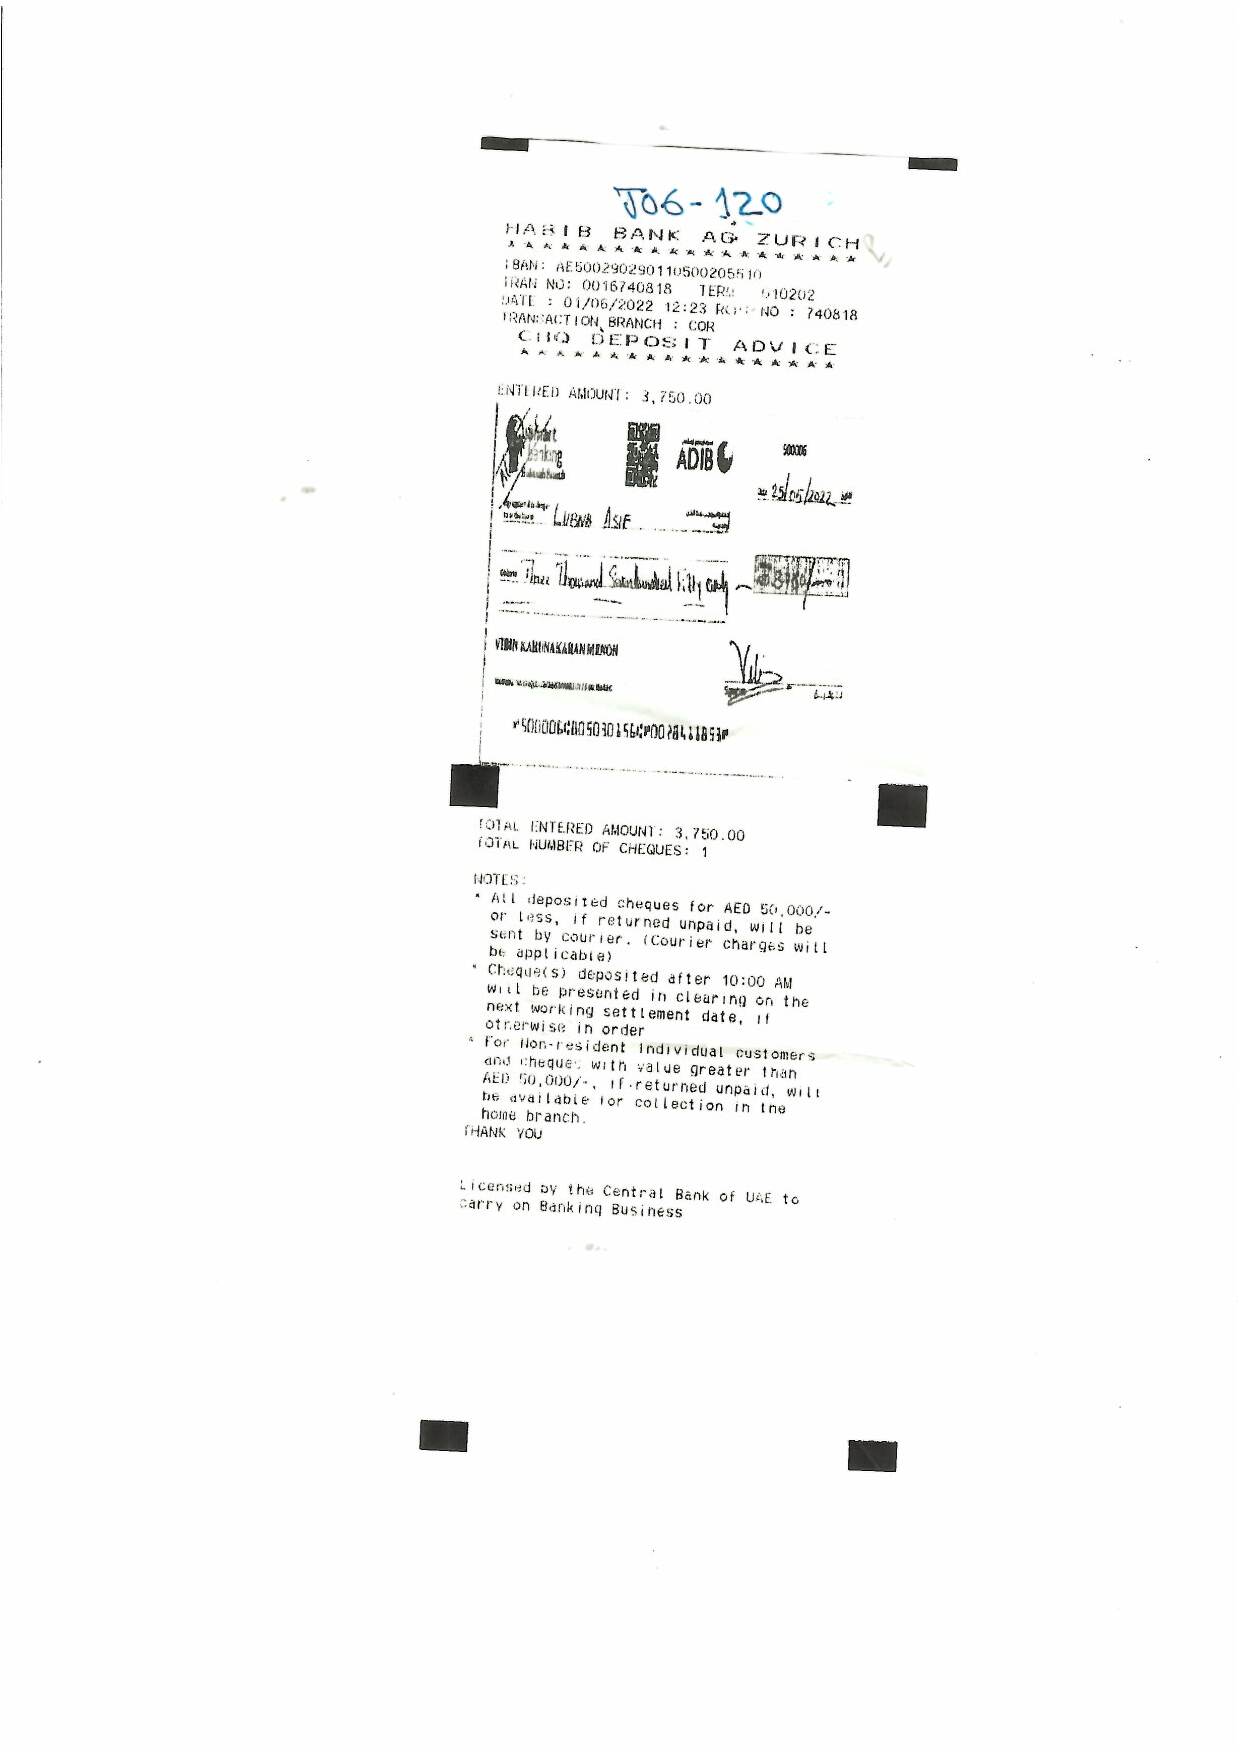 J06-120
HABIB BANK AG ZURICH
* * * * * * * * * * * * * * * * * * * *
IBAN: AE500290290110500205510
TRAN NO: 0016740818 TERM 010202
DATE : 01/06/2022 12:23 NO : 740818
TRANSACTION BRANCH : COR
CHQ DEPOSIT ADVICE
* * * * * * * * * * * * * * * * * *
ENTERED AMOUNT: 3,750.00
ADIB
500006
25/05/2022
LUBNA ASIF
Three Thousand Seven hundred fifty only
VIBIN KARUNAKARAN MENON
TOTAL ENTERED AMOUNT: 3,750.00
TOTAL NUMBER OF CHEQUES: 1
NOTES:
* All deposited cheques for AED 50,000/-
or less, if returned unpaid, will be
sent by courier. (Courier charges will
be applicable)
* Cheque(s) deposited after 10:00 AM
will be presented in clearing on the
next working settlement date, if
otherwise in order
* For Non-resident Individual customers
and cheques with value greater than
AED 50,000/-, if returned unpaid, will
be available for collection in the
home branch.
THANK YOU
Licensed by the Central Bank of UAE to
carry on Banking Business